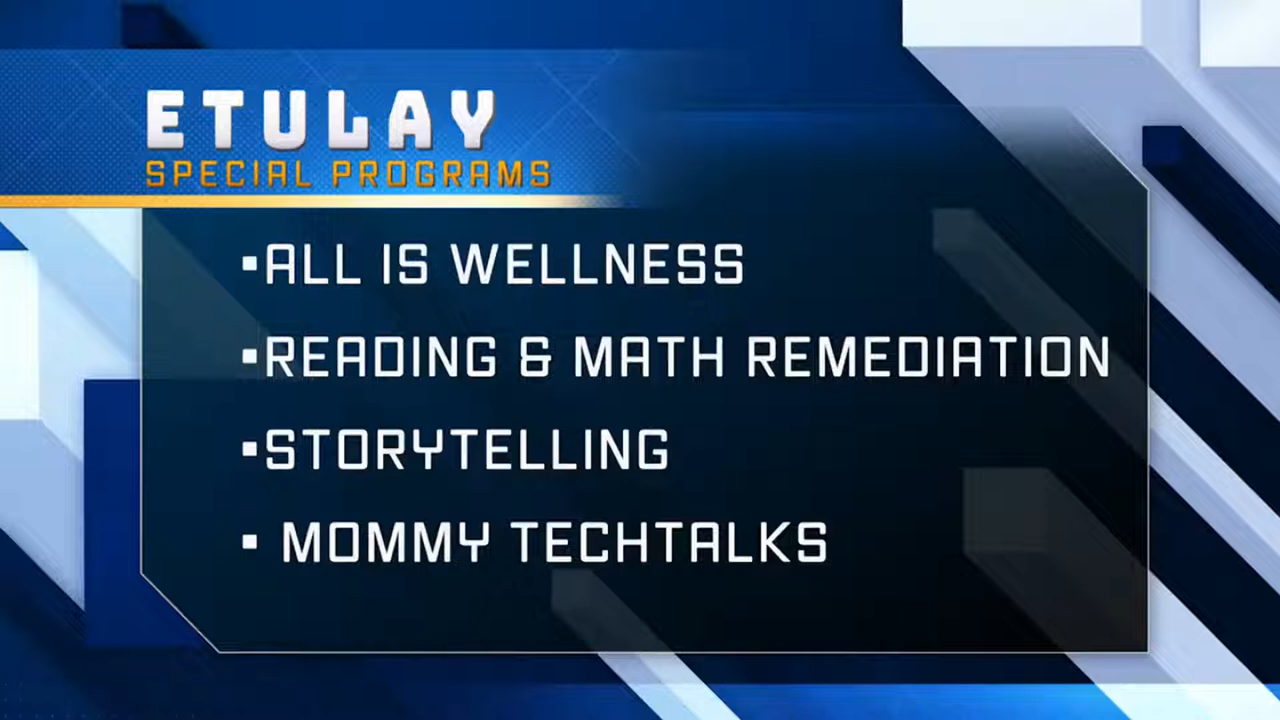 ETULAY
SPECIAL PROGRAMS
▪ALL IS WELLNESS
▪READING & MATH REMEDIATION
▪STORYTELLING
▪ MOMMY TECHTALKS